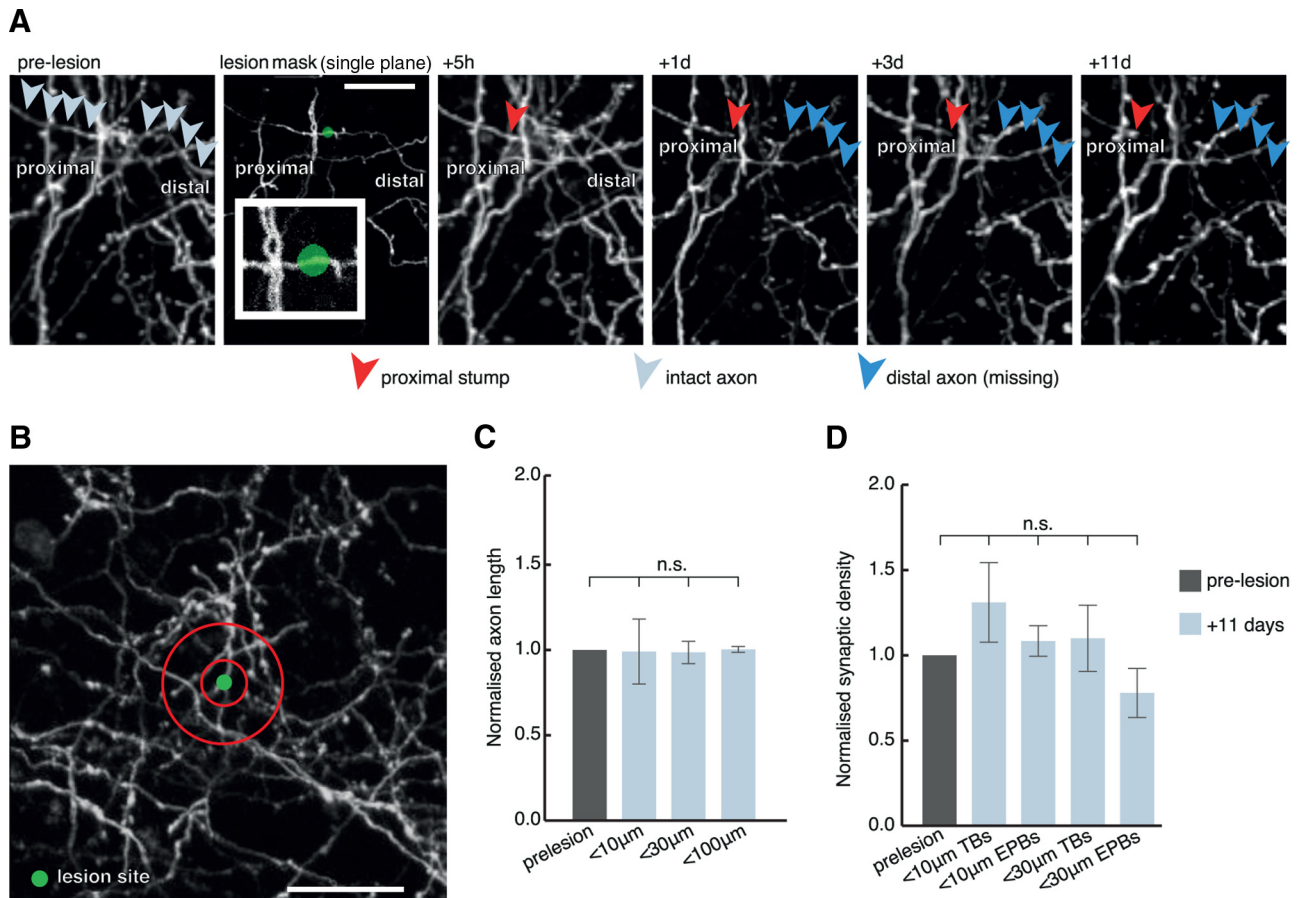 A
pre-lesion
lesion mask (single plane)
+5h
+1d
+3d
+11d
proximal
distal
proximal
distal
proximal
distal
proximal
proximal
proximal
proximal stump
intact axon
distal axon (missing)
B
lesion site
C
Normalised axon length
2.0
1.5
1.0
0.5
0.0
n.s.
prelesion
<10µm
<30µm
<100µm
D
Normalised synaptic density
2.0
1.5
1.0
0.5
0.0
n.s.
prelesion
<10µm TBs
<10µm EPBs
<30µm TBs
<30µm EPBs
pre-lesion
+11 days